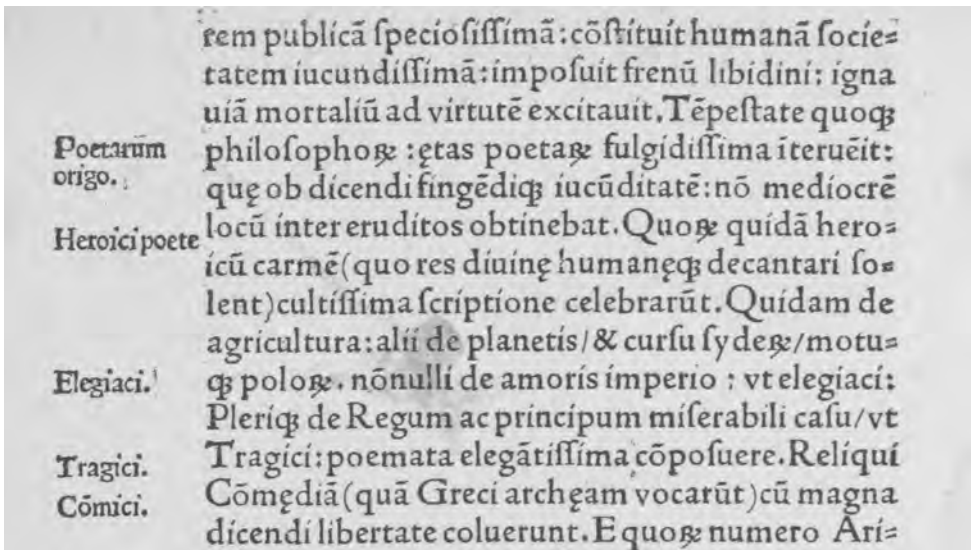 rem publicã ſpecioſiſſimã:cõſtituit humanã ſocie⸗
tatem iucundiſſimã:impoſuit frenũ libidini: igna
uiã mortaliũ ad virtutẽ excitauit.Tẽpeſtate quoqꝫ
Poetarũm
philoſophoꝝ :ętas poetaꝝ fulgidiſſima ĩteruẽit:
origo.
quę ob dicendi fingẽdiqꝫ iucũditatẽ:nõ mediocrẽ
Heroici poete
locũ inter eruditos obtinebat.Quoꝝ quidã hero⸗
icũ carmẽ(quo res diuinę humanęqꝫ decantari ſo⸗
lent)cultiſſima ſcriptione celebrarũt.Quidam de
agricultura:alii de planetis/& curſu ſyderꝝ/motu⸗
Elegiaci.
qꝫ poloꝝ. nõnulli de amoris imperio : vt elegiaci:
Pleriqꝫ de Regum ac principum miſerabili caſu/vt
Tragici.
Tragici:poemata elegãtiſſima cõpoſuere.Reliqui
Cõmici.
Cõmędiã(quã Greci archęam vocarũt)cũ magna
dicendi libertate coluerunt.E quoꝝ numero Ari⸗